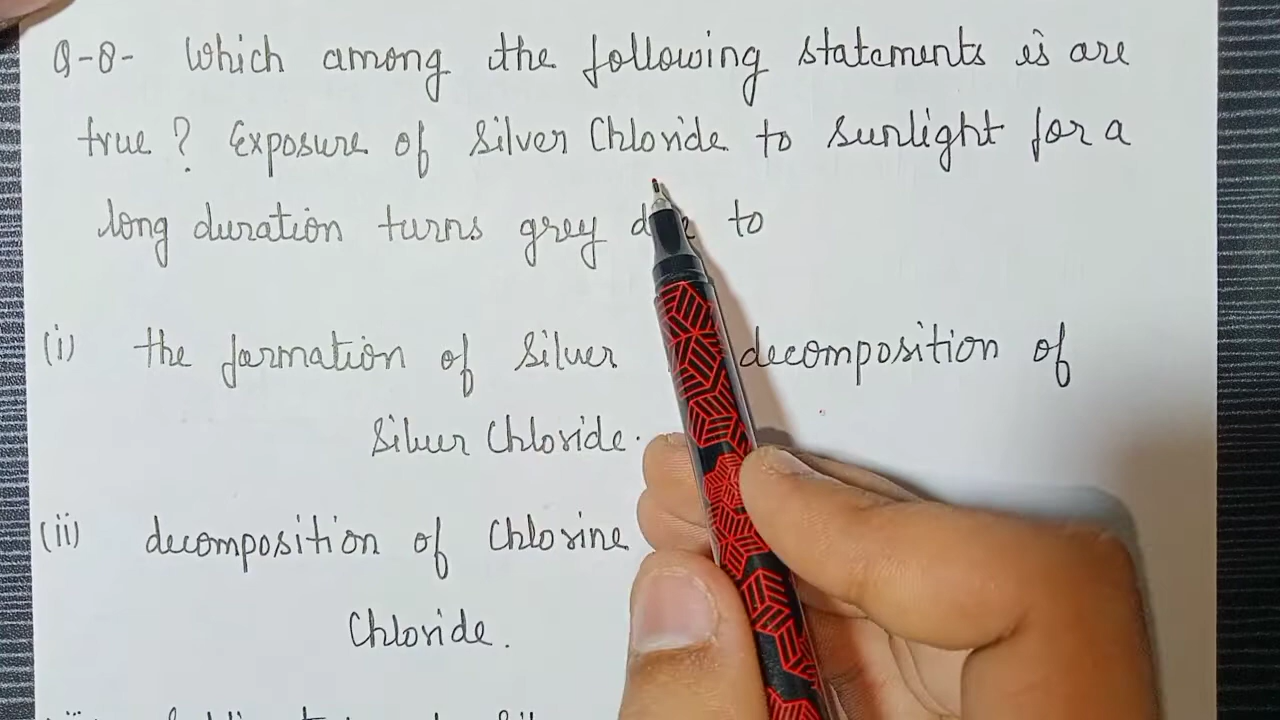 Q-8- Which among the following statements is are
true? Exposure of Silver Chloride to sunlight for a
long duration turns grey to
(i) the formation of Silver decomposition of
Silver Chloride.
(ii) decomposition of Chlorine
Chloride.